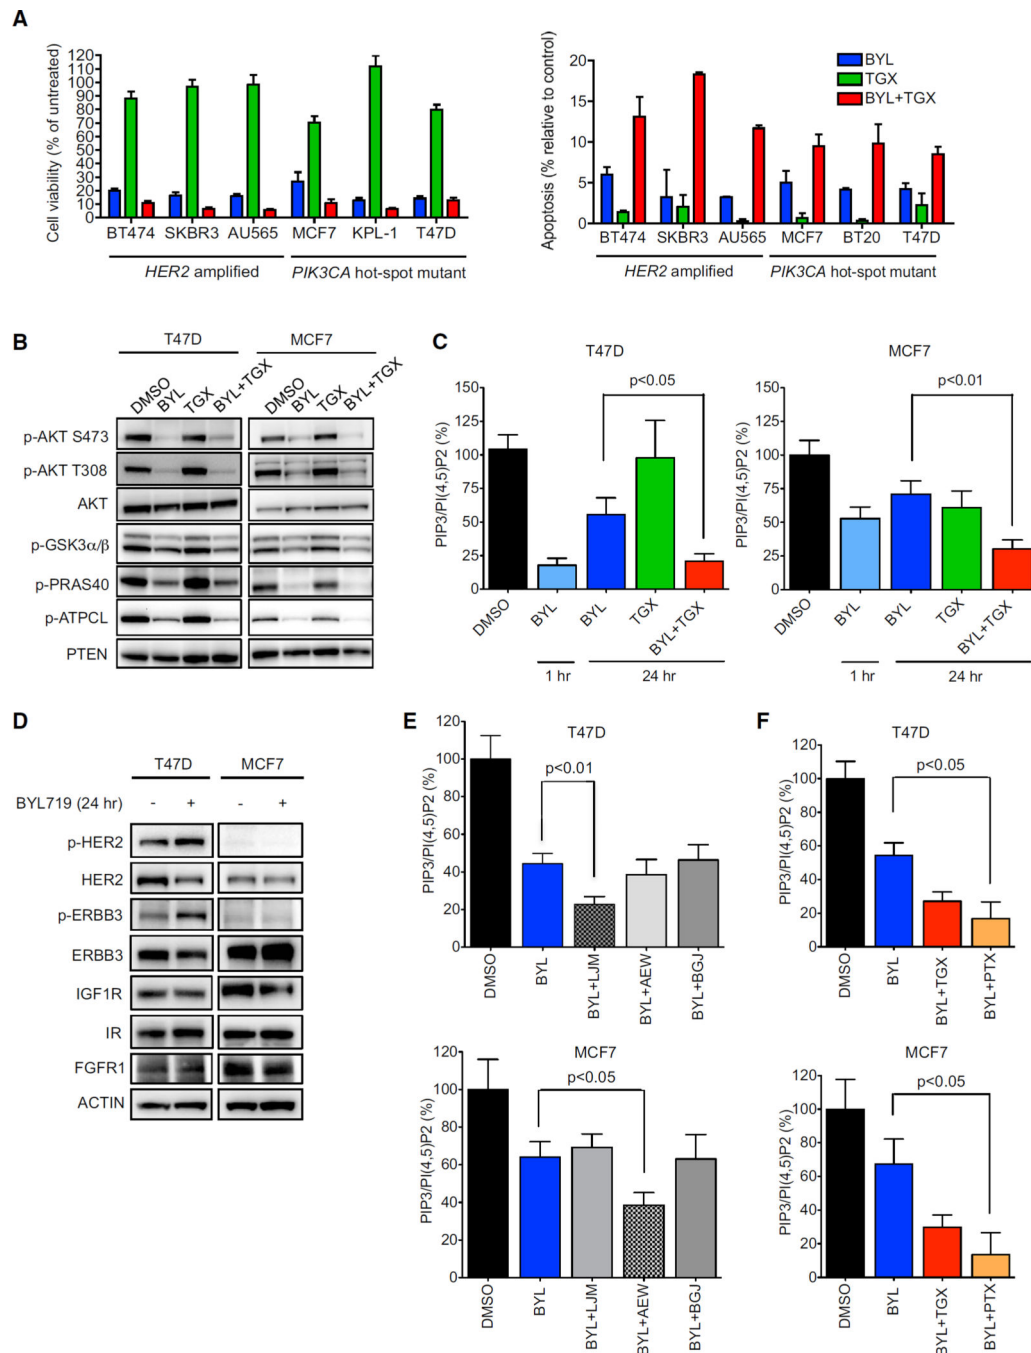 A
Cell viability (% of untreated)
120
110
100
90
80
70
60
50
40
30
20
10
0
BT474 SKBR3 AU565 MCF7 KPL-1 T47D
HER2 amplified PIK3CA hot-spot mutant
Apoptosis (% relative to control)
20
15
10
5
0
BYL
TGX
BYL+TGX
BT474 SKBR3 AU565 MCF7 BT20 T47D
HER2 amplified PIK3CA hot-spot mutant
B
T47D MCF7
DMSO BYL TGX BYL+TGX DMSO BYL TGX BYL+TGX
p-AKT S473
p-AKT T308
AKT
p-GSK3α/β
p-PRAS40
p-ATPCL
PTEN
C
T47D
PIP3/PI(4,5)P2 (%)
150
125
100
75
50
25
0
p<0.05
DMSO BYL BYL TGX BYL+TGX
1 hr 24 hr
MCF7
PIP3/PI(4,5)P2 (%)
150
125
100
75
50
25
0
p<0.01
DMSO BYL BYL TGX BYL+TGX
1 hr 24 hr
D
T47D MCF7
BYL719 (24 hr) - + - +
p-HER2
HER2
p-ERBB3
ERBB3
IGF1R
IR
FGFR1
ACTIN
E
T47D
PIP3/PI(4,5)P2 (%)
120
100
80
60
40
20
0
p<0.01
DMSO BYL BYL+LJM BYL+AEW BYL+BGJ
MCF7
PIP3/PI(4,5)P2 (%)
120
100
80
60
40
20
0
p<0.05
DMSO BYL BYL+LJM BYL+AEW BYL+BGJ
F
T47D
PIP3/PI(4,5)P2 (%)
120
100
80
60
40
20
0
p<0.05
DMSO BYL BYL+TGX BYL+PTX
MCF7
PIP3/PI(4,5)P2 (%)
120
100
80
60
40
20
0
p<0.05
DMSO BYL BYL+TGX BYL+PTX